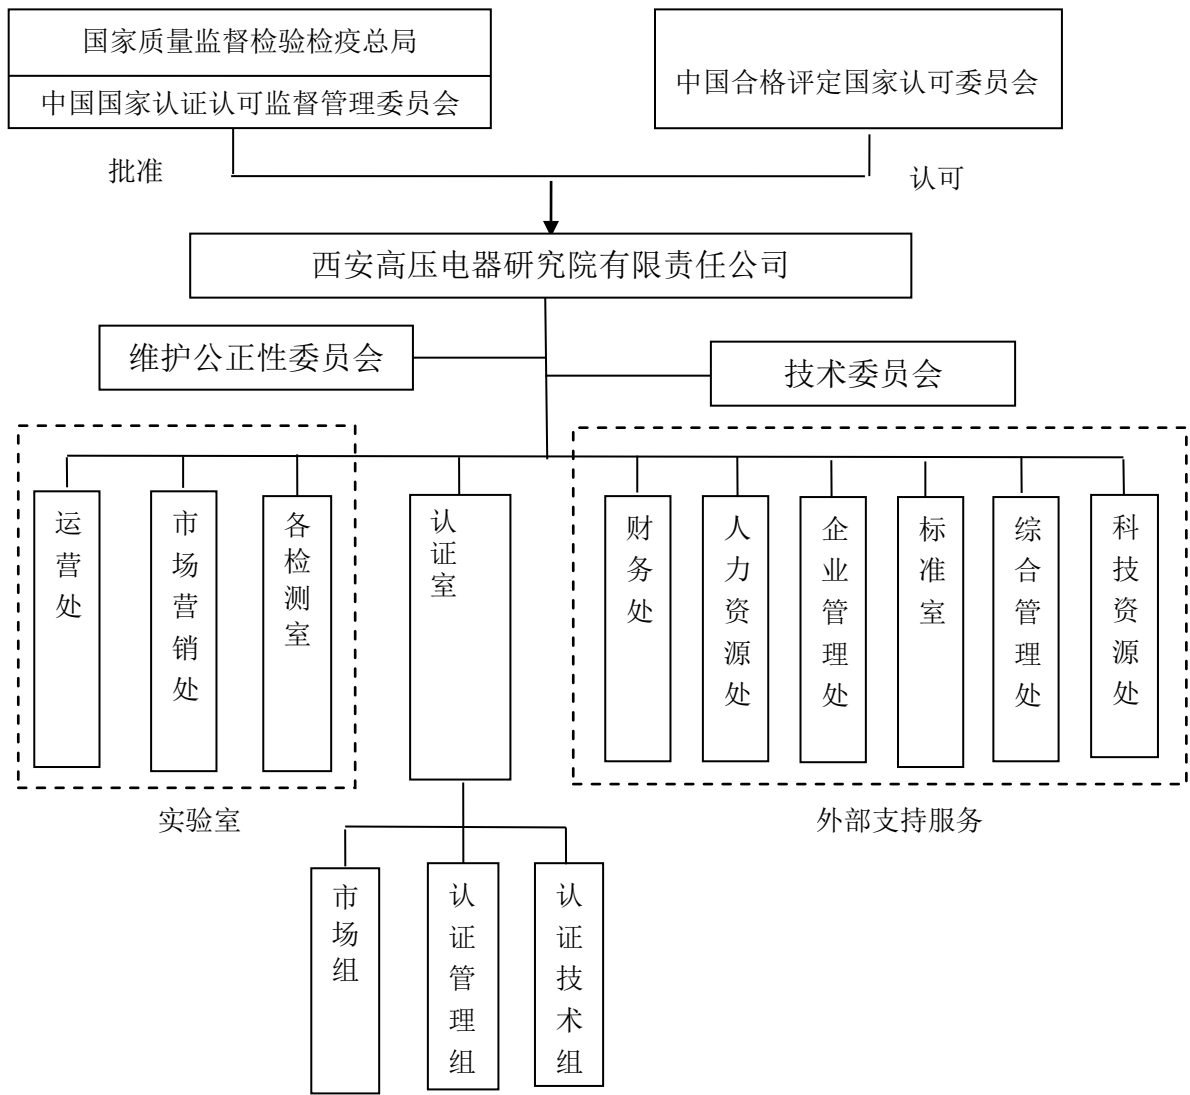 国家质量监督检验检疫总局
中国国家认证认可监督管理委员会
中国合格评定国家认可委员会
批准
认可
西安高压电器研究院有限责任公司
维护公正性委员会
技术委员会
运营处
市场营销处
各检测室
认证室
财务处
人力资源处
企业管理处
标准室
综合管理处
科技资源处
实验室
外部支持服务
市场组
认证管理组
认证技术组